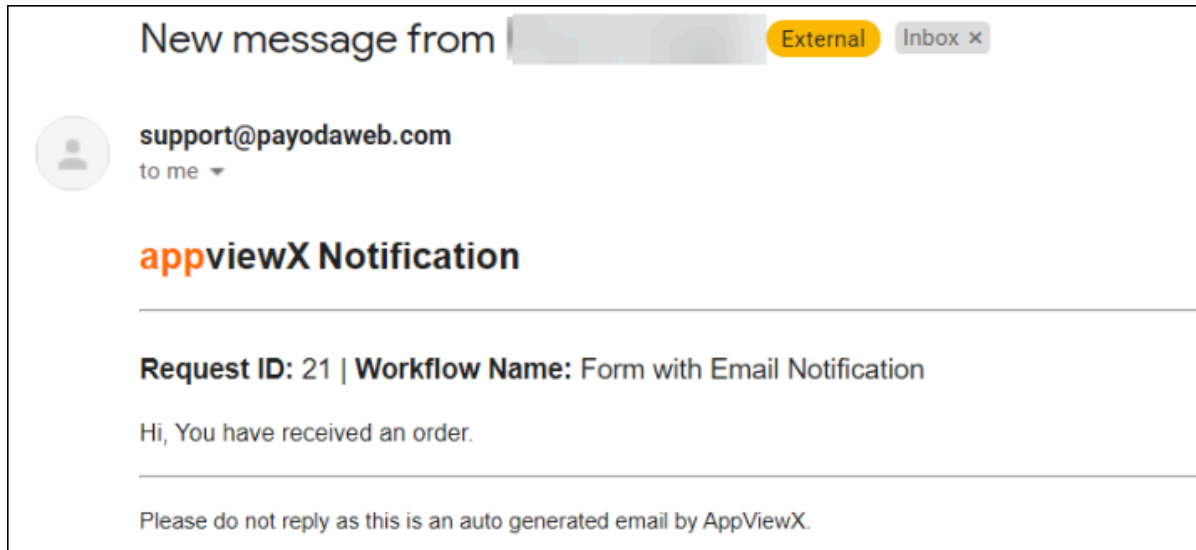 New message from External Inbox ×
support@payodaweb.com
to me
appviewX Notification
Request ID: 21 | Workflow Name: Form with Email Notification
Hi, You have received an order.
Please do not reply as this is an auto generated email by AppViewX.